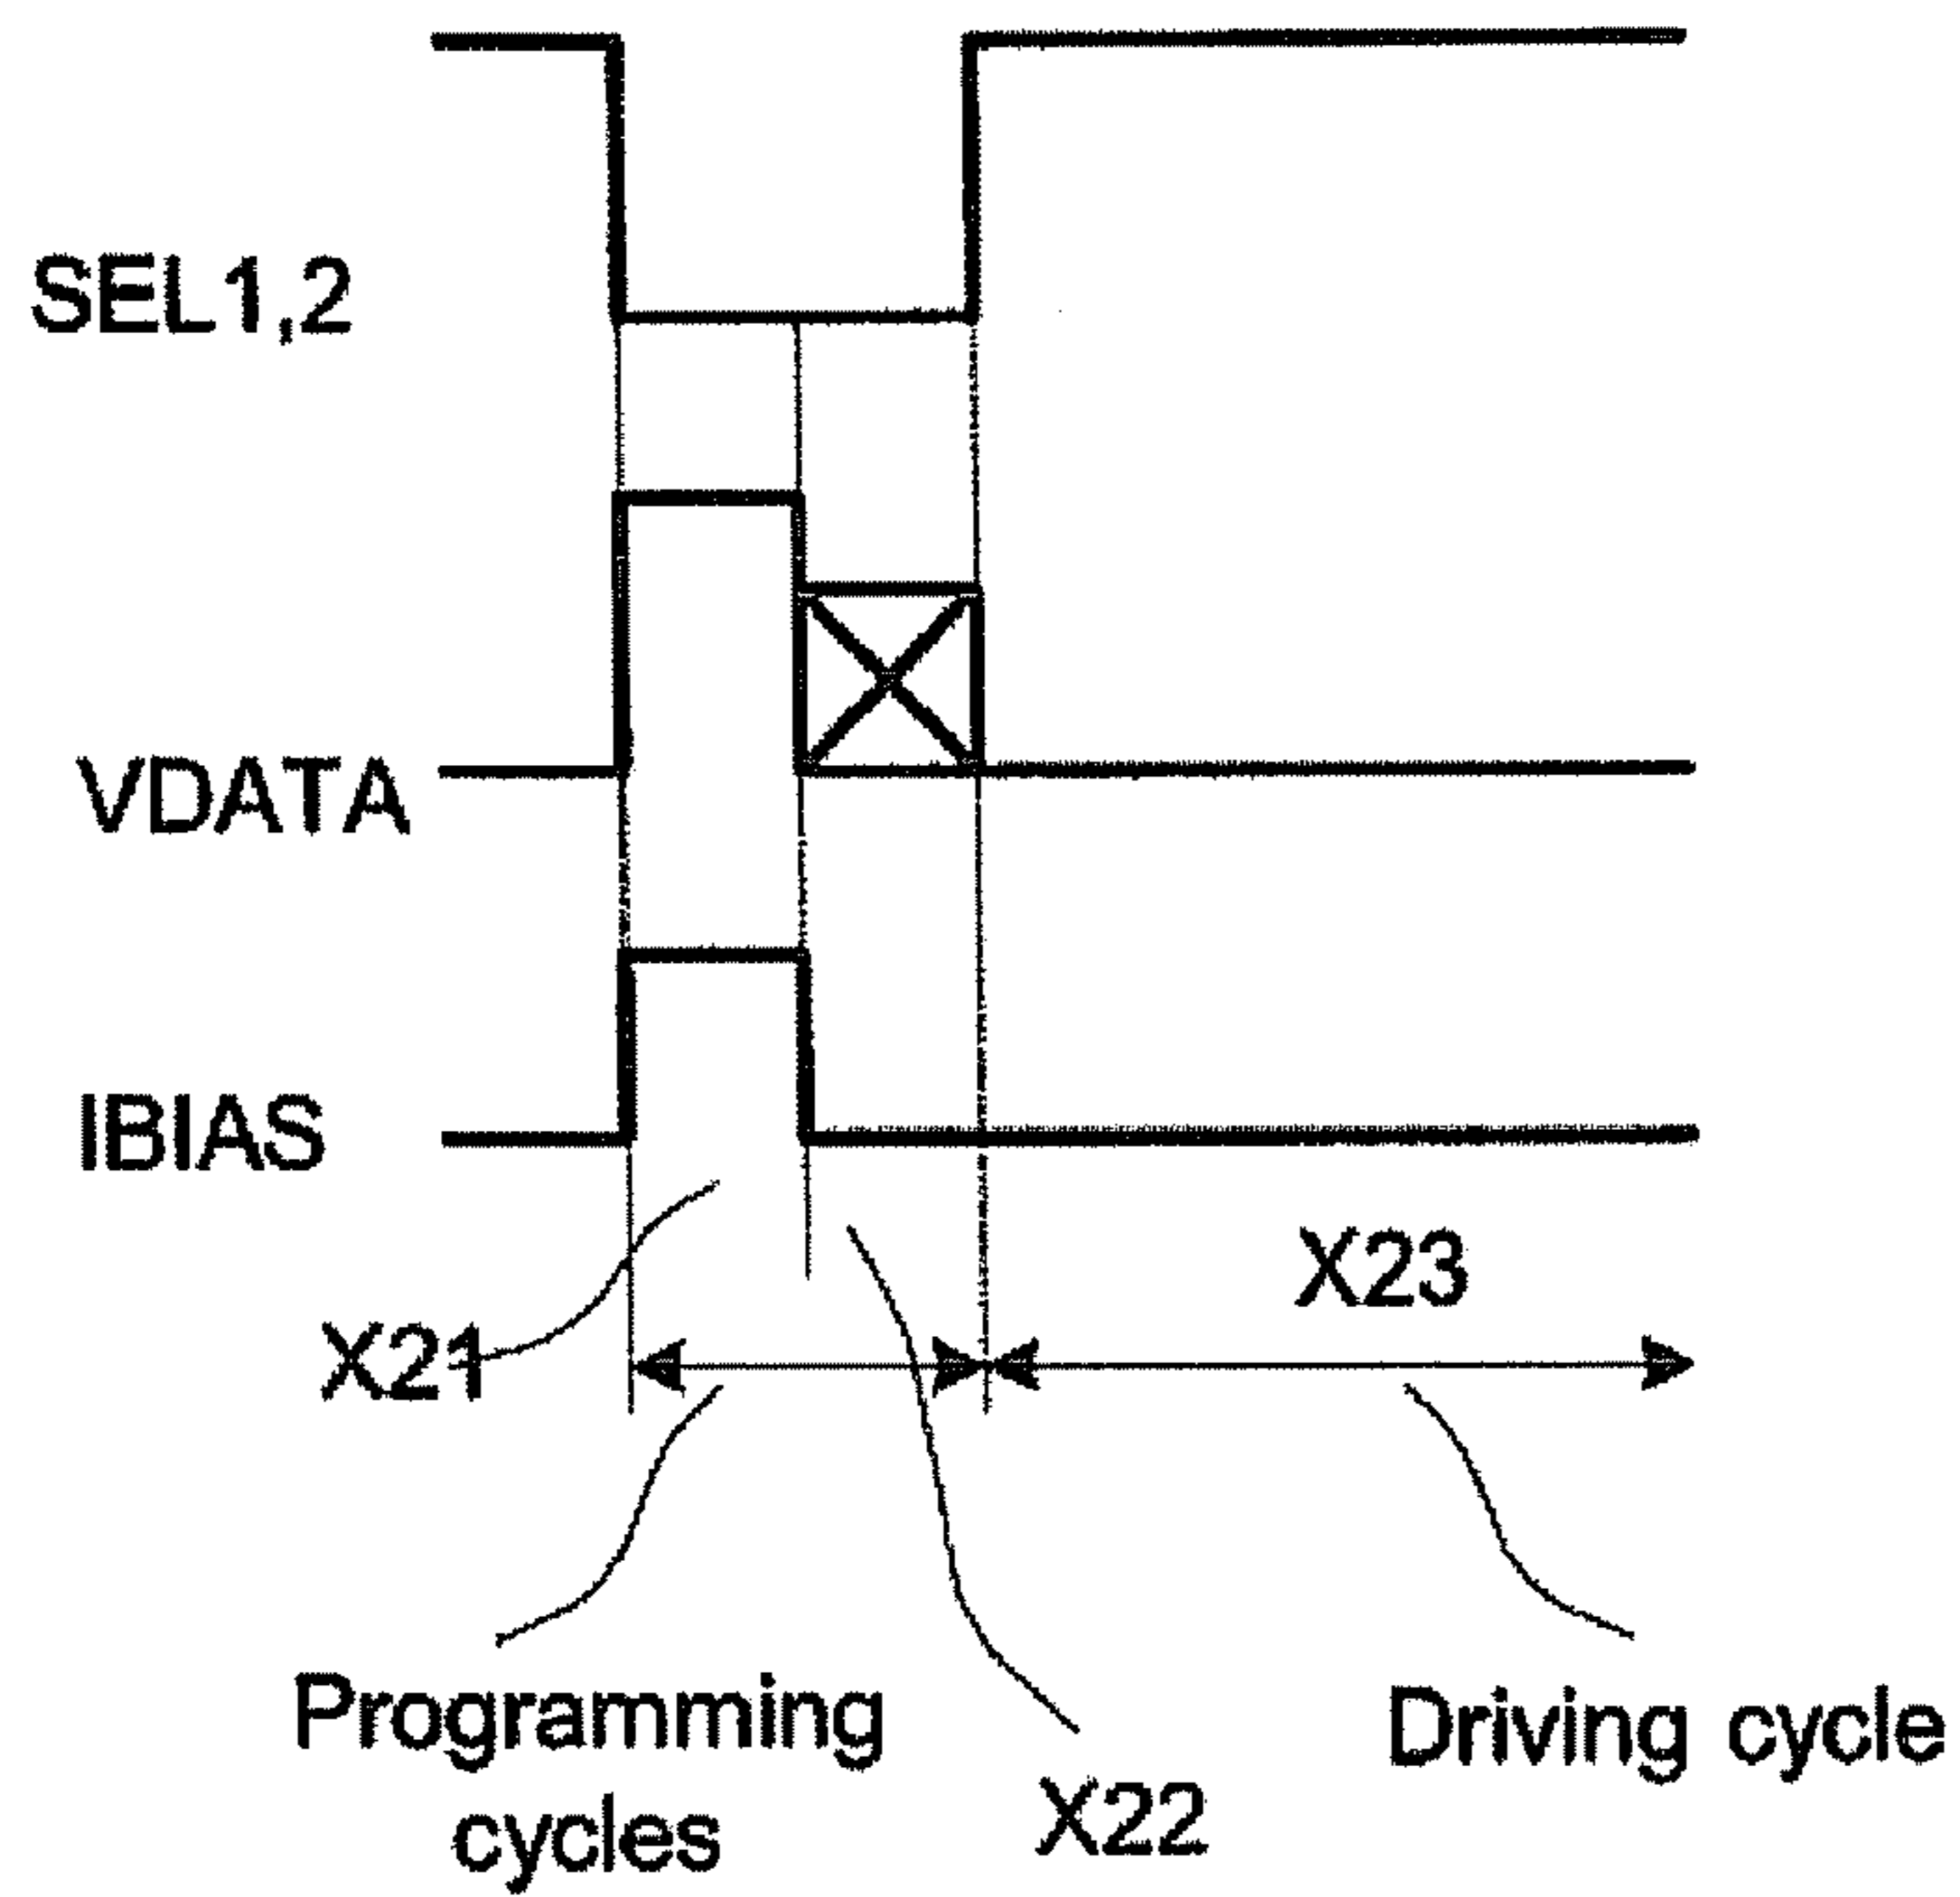 SEL1,2
VDATA
IBIAS
X23
X21
Programming
cycles
X22
Driving cycle